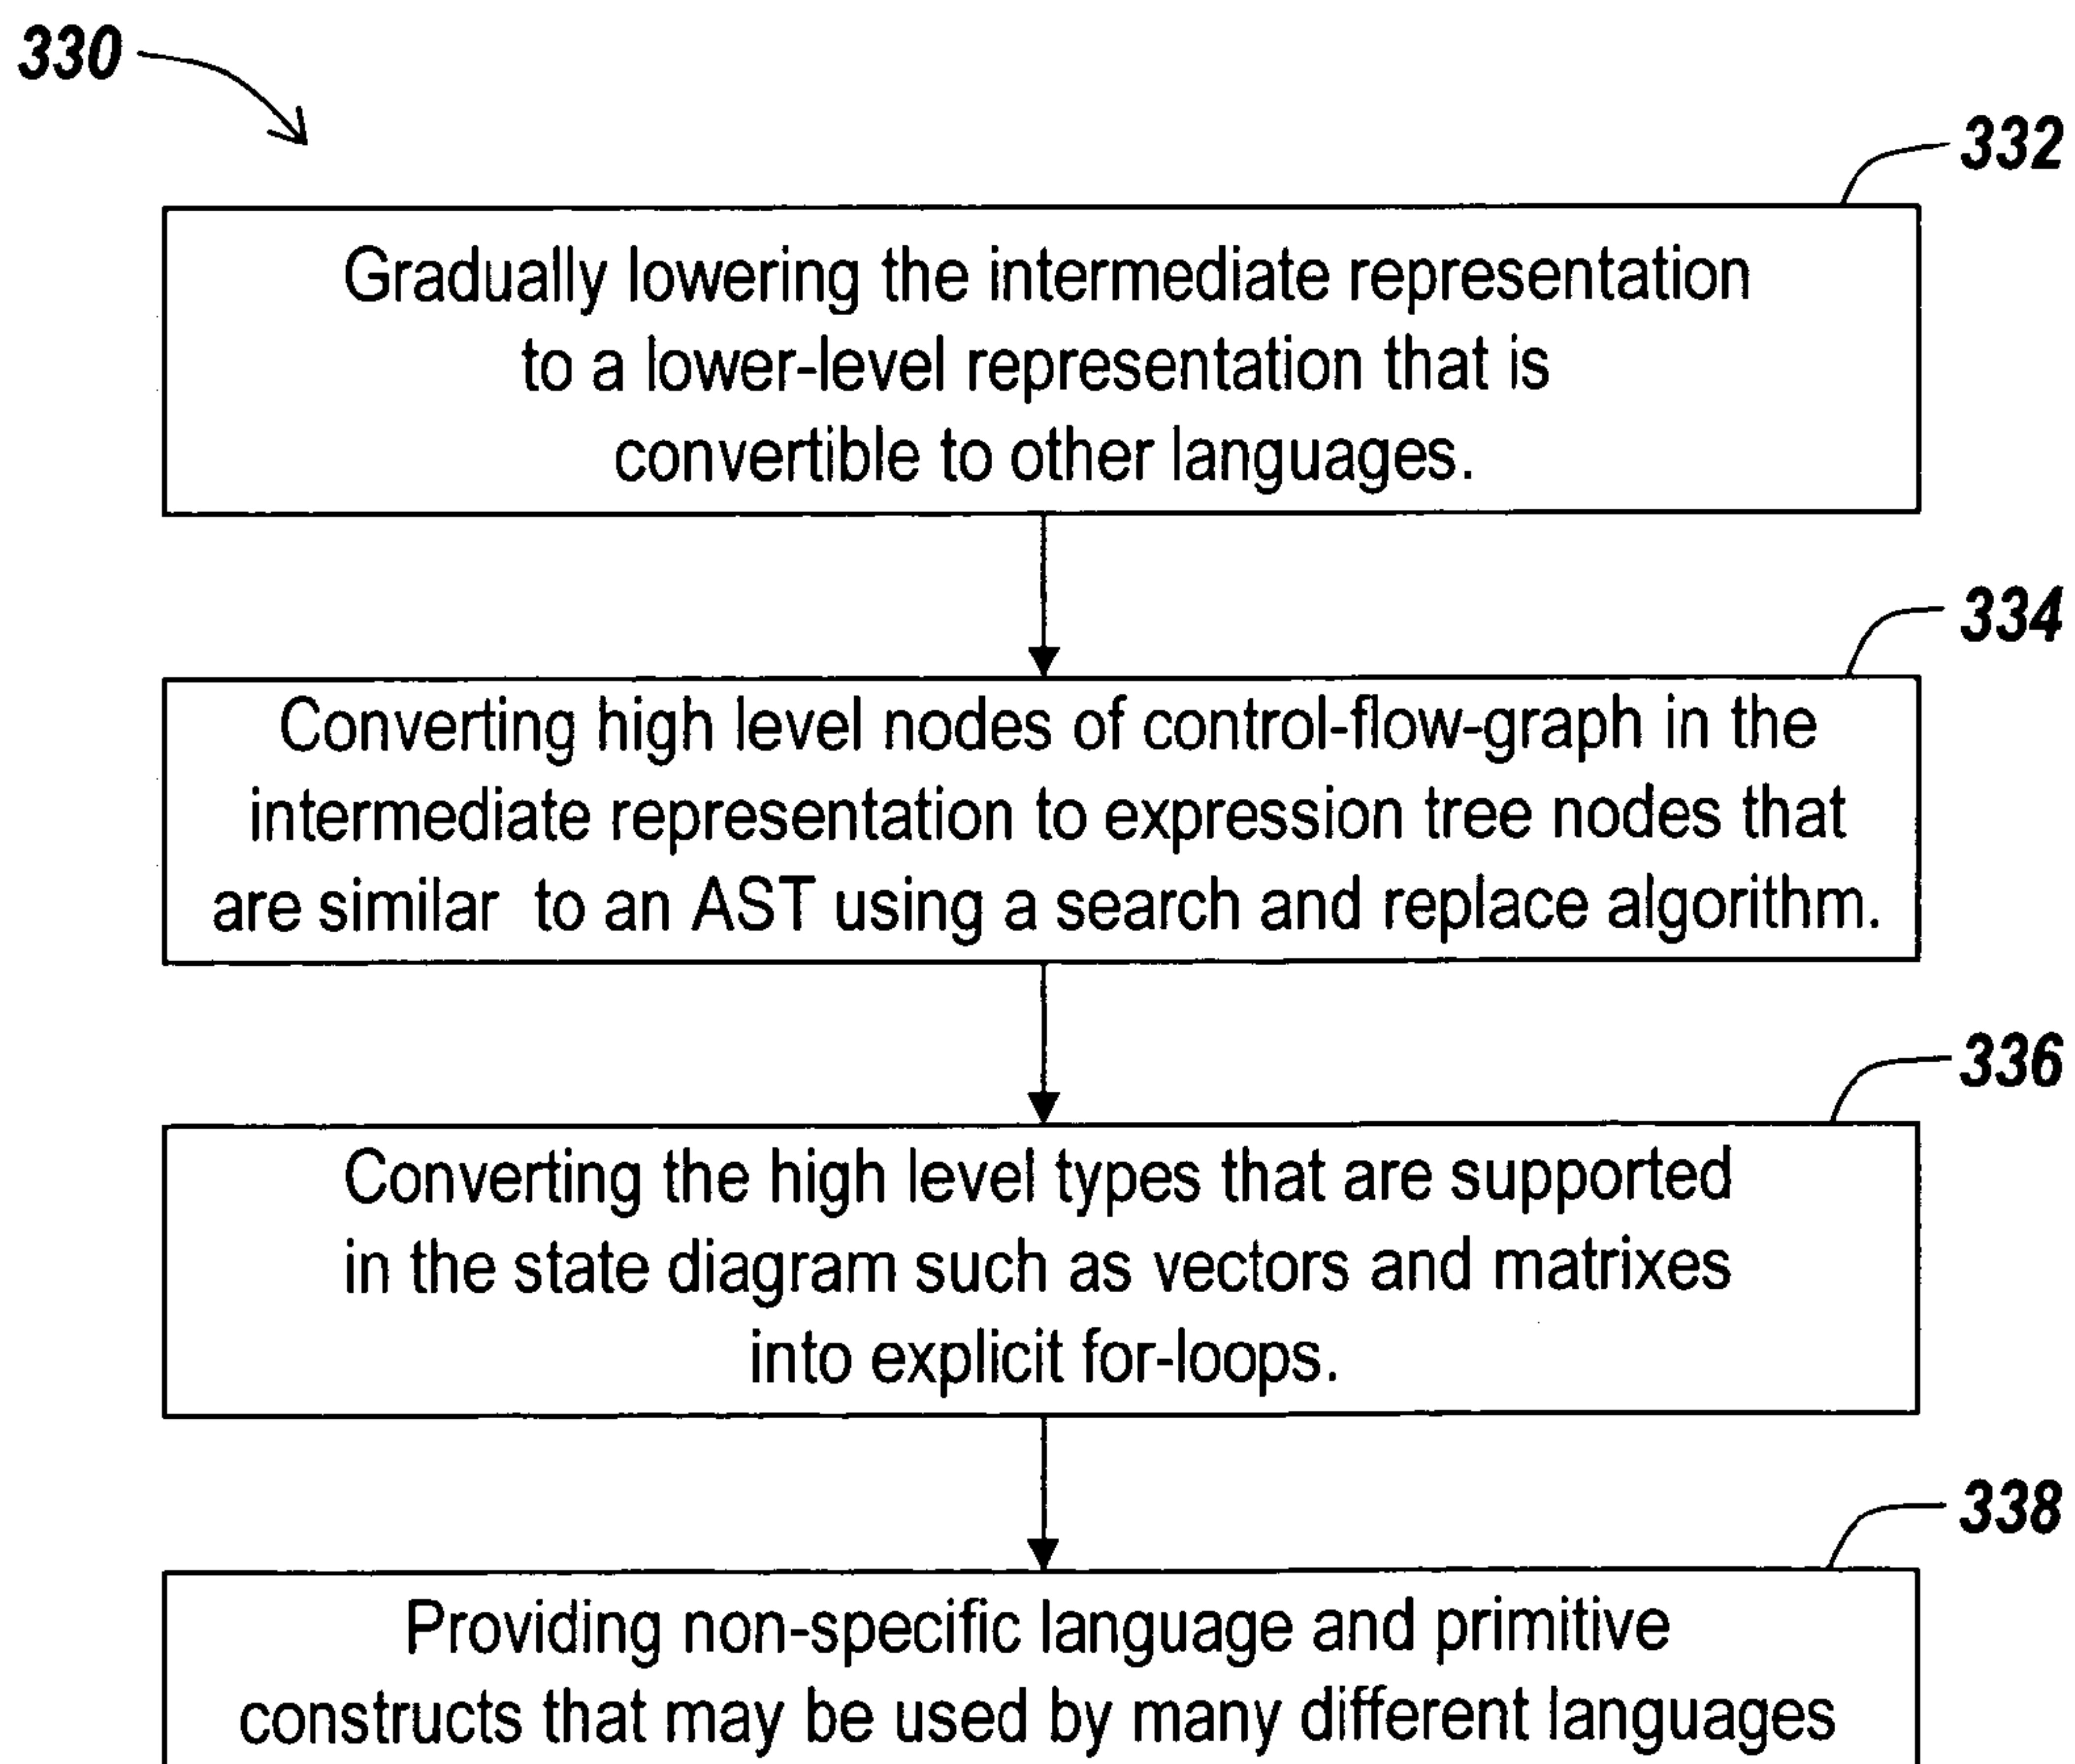 330
332
Gradually lowering the intermediate representation
to a lower-level representation that is
convertible to other languages.
334
Converting high level nodes of control-flow-graph in the
intermediate representation to expression tree nodes that
are similar to an AST using a search and replace algorithm.
336
Converting the high level types that are supported
in the state diagram such as vectors and matrixes
into explicit for-loops.
338
Providing non-specific language and primitive
constructs that may be used by many different languages